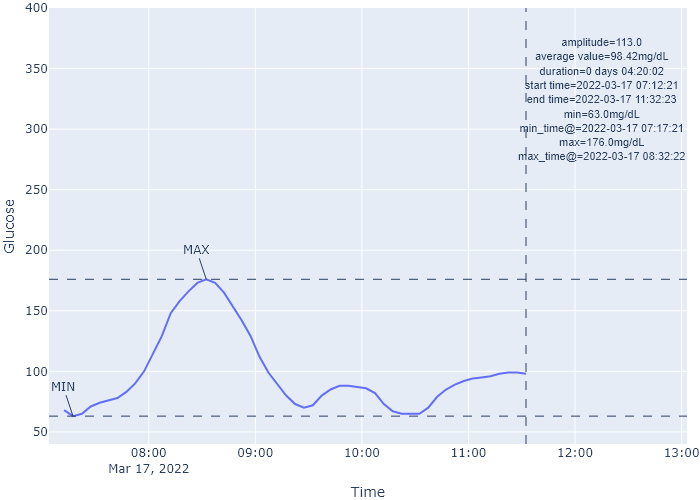 400
350
300
250
200
150
100
50
Glucose
amplitude=113.0
average value=98.42mg/dL
duration=0 days 04:20:02
start time=2022-03-17 07:12:21
end time=2022-03-17 11:32:23
min=63.0mg/dL
min_time@=2022-03-17 07:17:21
max=176.0mg/dL
max_time@=2022-03-17 08:32:22
MAX
MIN
08:00 09:00 10:00 11:00 12:00 13:00
Mar 17, 2022
Time